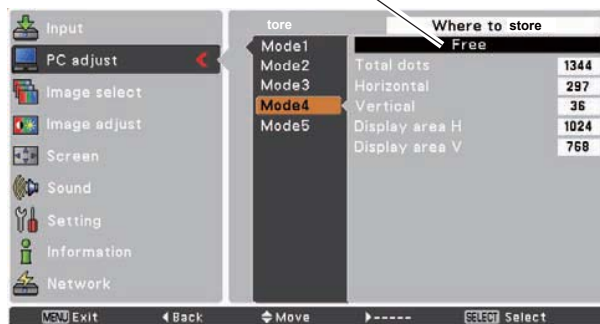 Input
PC adjust
Image select
Image adjust
Screen
Sound
Setting
Information
Network
tore
Mode1
Mode2
Mode3
Mode4
Mode5
Where to store
Free
Total dots 1344
Horizontal 297
Vertical 36
Display area H 1024
Display area V 768
MENU Exit Back Move ----- SELECT Select